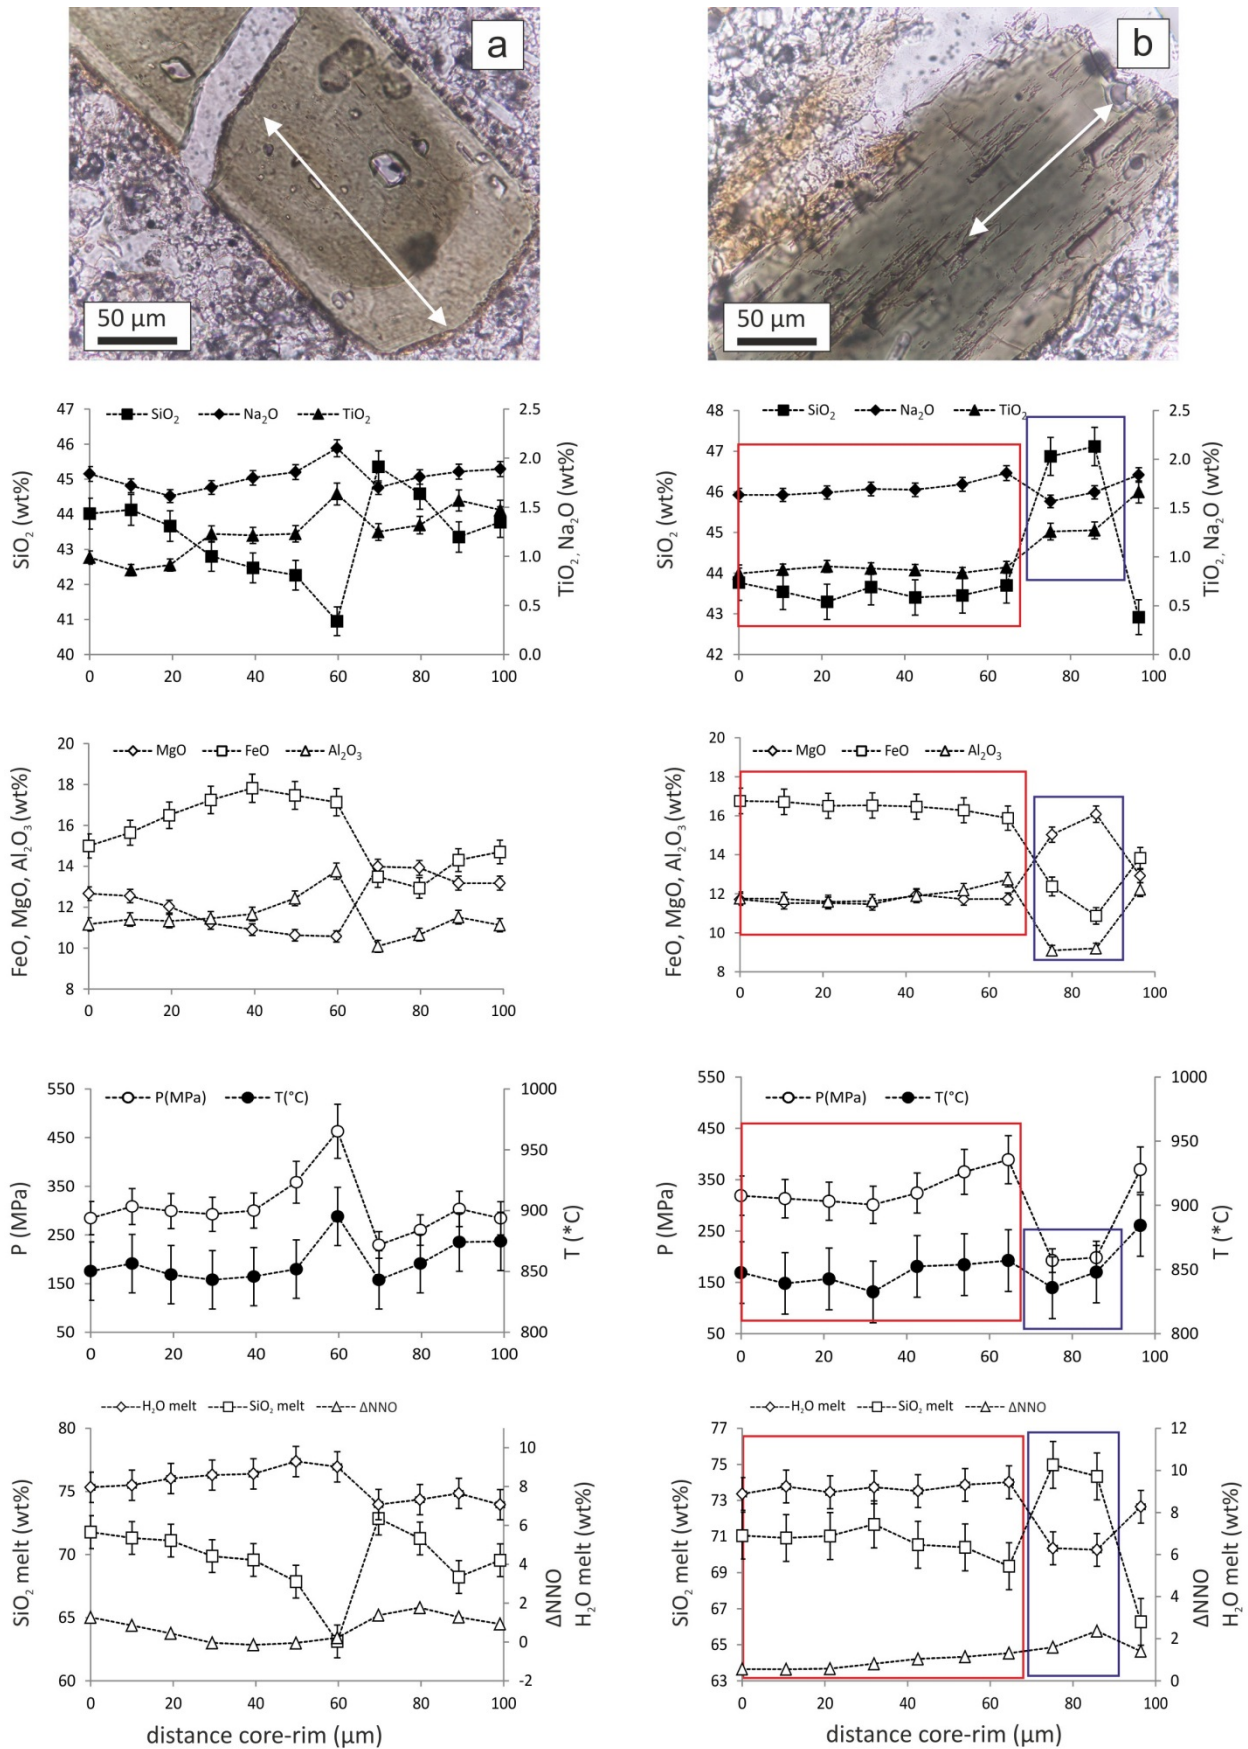 a
50 µm
b
50 µm
SiO₂ Na₂O TiO₂
47
46
45
44
43
42
41
40
2.5
2.0
1.5
1.0
0.5
0.0
0 20 40 60 80 100
SiO₂ (wt%)
TiO₂, Na₂O (wt%)
SiO₂ Na₂O TiO₂
48
47
46
45
44
43
42
2.5
2.0
1.5
1.0
0.5
0.0
0 20 40 60 80 100
SiO₂ (wt%)
TiO₂, Na₂O (wt%)
MgO FeO Al₂O₃
20
18
16
14
12
10
8
0 20 40 60 80 100
FeO, MgO, Al₂O₃ (wt%)
MgO FeO Al₂O₃
20
18
16
14
12
10
8
0 20 40 60 80 100
FeO, MgO, Al₂O₃ (wt%)
P(MPa) T(°C)
550
450
350
250
150
50
1000
950
900
850
800
0 20 40 60 80 100
P (MPa)
T (*C)
P(MPa) T(°C)
550
450
350
250
150
50
1000
950
900
850
800
0 20 40 60 80 100
P (MPa)
T (*C)
H₂O melt SiO₂ melt ΔNNO
80
75
70
65
60
10
8
6
4
2
0
-2
0 20 40 60 80 100
SiO₂ melt (wt%)
ΔNNO
H₂O melt (wt%)
distance core-rim (µm)
H₂O melt SiO₂ melt ΔNNO
77
75
73
71
69
67
65
63
12
10
8
6
4
2
0
0 20 40 60 80 100
SiO₂ melt (wt%)
ΔNNO
H₂O melt (wt%)
distance core-rim (µm)